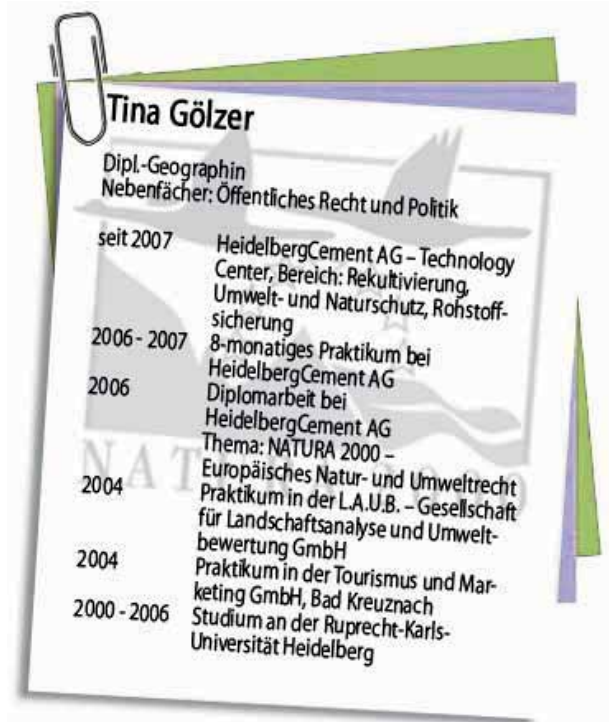 Tina Gölzer
Dipl.-Geographin
Nebenfächer: Öffentliches Recht und Politik
seit 2007 HeidelbergCement AG – Technology
Center, Bereich: Rekultivierung,
Umwelt- und Naturschutz, Rohstoff-
sicherung
2006 - 2007 8-monatiges Praktikum bei
HeidelbergCement AG
2006 Diplomarbeit bei
HeidelbergCement AG
Thema: NATURA 2000 –
Europäisches Natur- und Umweltrecht
2004 Praktikum in der L.A.U.B. – Gesellschaft
für Landschaftsanalyse und Umwelt-
bewertung GmbH
2004 Praktikum in der Tourismus und Mar-
keting GmbH, Bad Kreuznach
2000 - 2006 Studium an der Ruprecht-Karls-
Universität Heidelberg
NATURA 2000